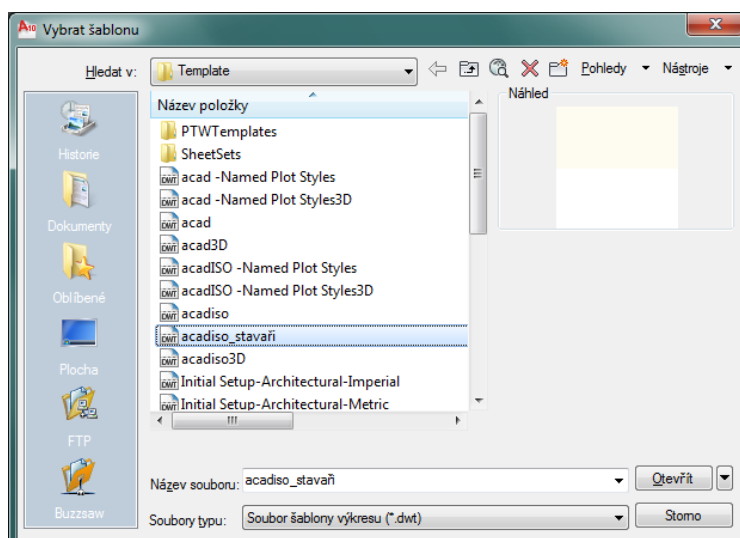 A10 Vybrat šablonu
Hledat v: Template Pohledy Nástroje
Historie
Dokumenty
Oblíbené
Plocha
FTP
Buzzsaw
Název položky
PTWTemplates
SheetSets
acad -Named Plot Styles
acad -Named Plot Styles3D
acad
acad3D
acadISO -Named Plot Styles
acadISO -Named Plot Styles3D
acadiso
acadiso_stavaři
acadiso3D
Initial Setup-Architectural-Imperial
Initial Setup-Architectural-Metric
Náhled
Název souboru: acadiso_stavaři Otevřít
Soubory typu: Soubor šablony výkresu (*.dwt) Storno